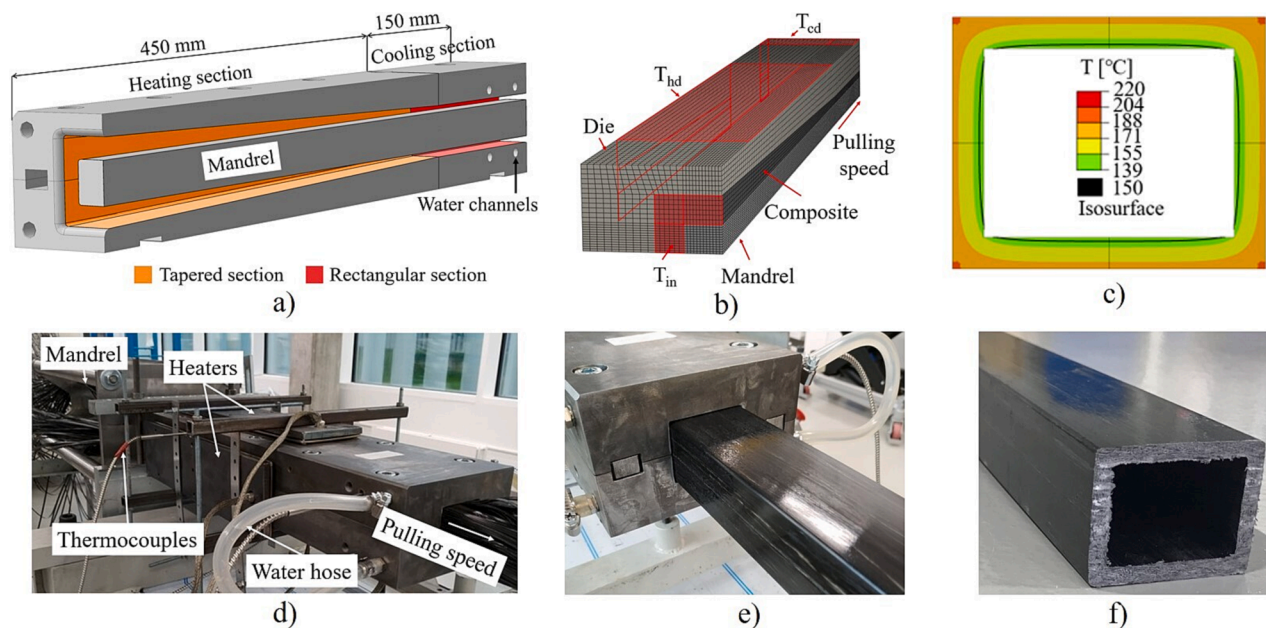 450 mm
150 mm
Heating section
Cooling section
Mandrel
Water channels
Tapered section
Rectangular section
a)
T_cd
T_hd
Die
Pulling speed
Composite
T_in
Mandrel
b)
T [°C]
220
204
188
171
155
139
150
Isosurface
c)
Mandrel
Heaters
Thermocouples
Water hose
Pulling speed
d)
e)
f)